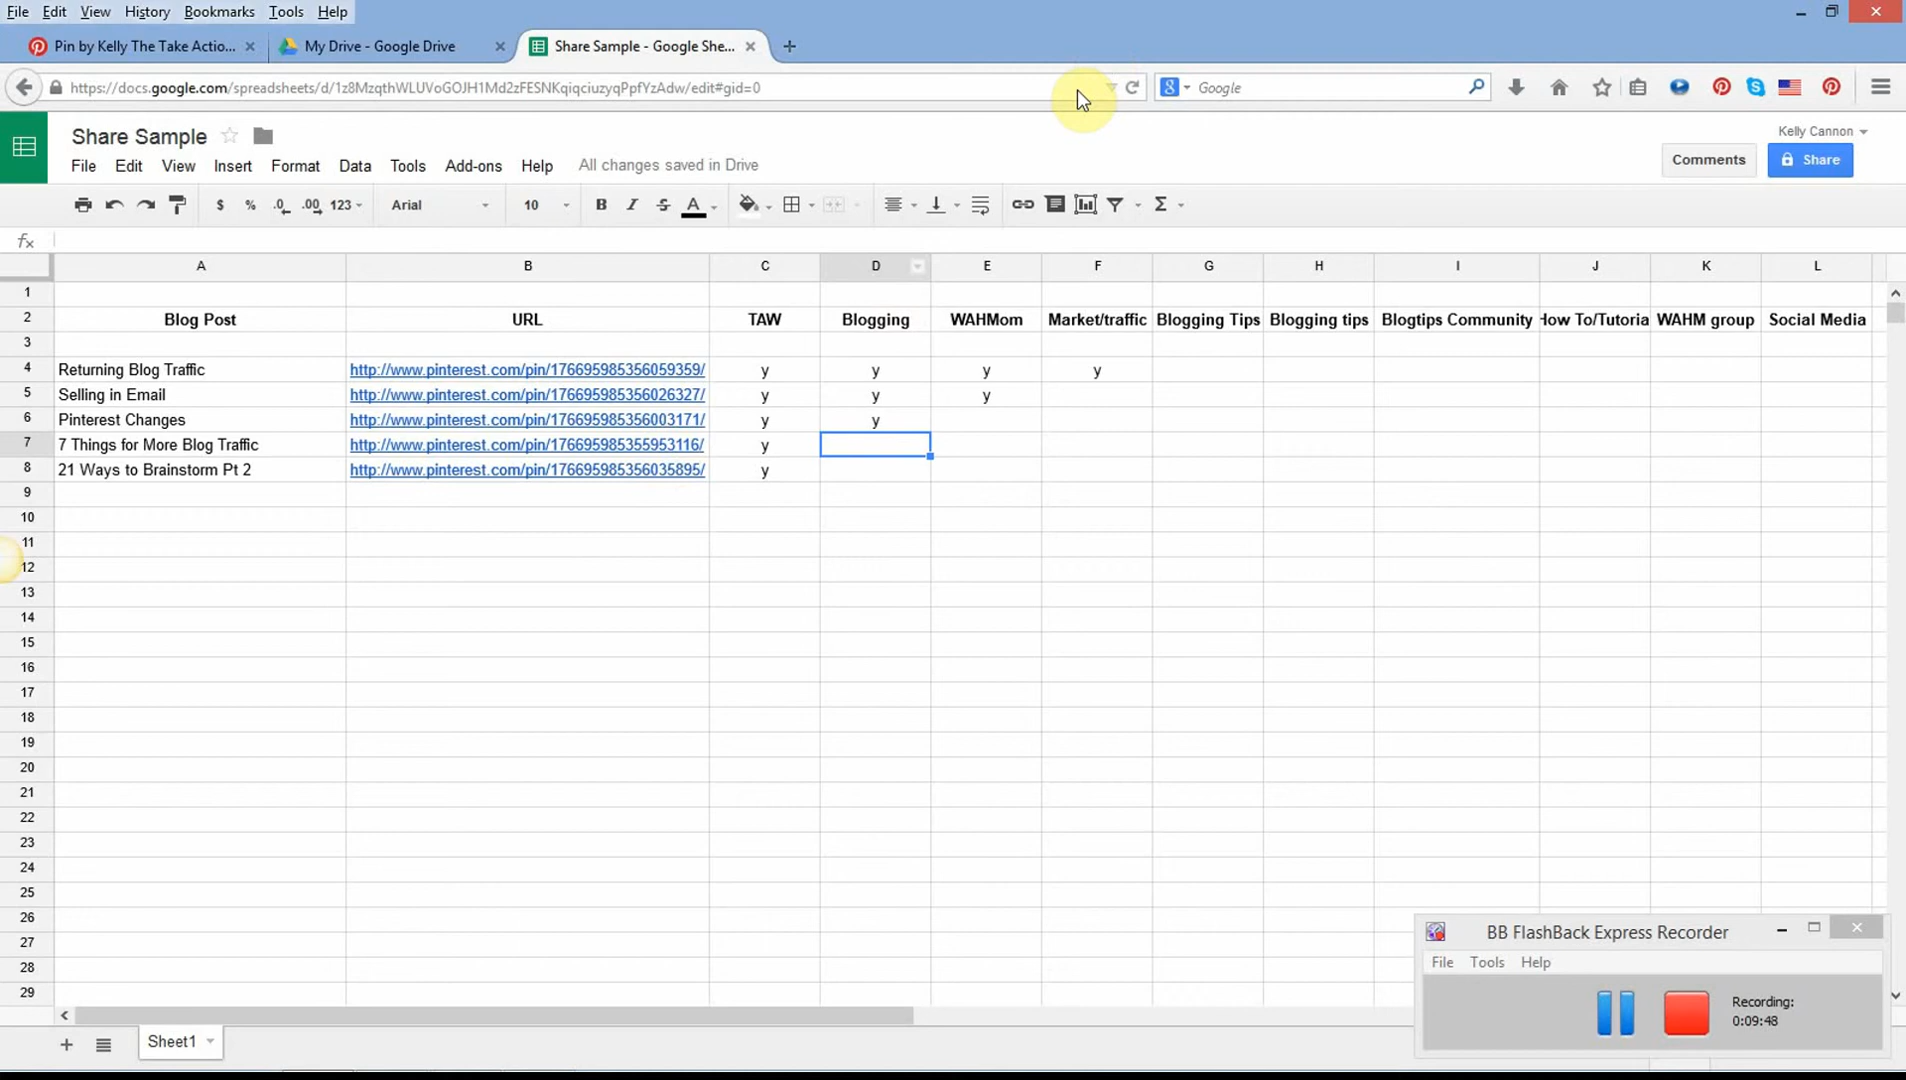 File Edit View History Bookmarks Tools Help
Pin by Kelly The Take Actio... My Drive - Google Drive Share Sample - Google She...
https://docs.google.com/spreadsheets/d/1z8MzqthWLUVoGOJH1Md2zFESNKqiqciuzyqPpfYzAdw/edit#gid=0 Google
Share Sample Kelly Cannon
File Edit View Insert Format Data Tools Add-ons Help All changes saved in Drive Comments Share
$ % .0 .00 123 Arial 10 B I S A Σ
fx
A B C D E F G H I J K L
1
2 Blog Post URL TAW Blogging WAHMom Market/traffic Blogging Tips Blogging tips Blogtips Community How To/Tutoria WAHM group Social Media
3
4 Returning Blog Traffic http://www.pinterest.com/pin/176695985356059359/ y y y y
5 Selling in Email http://www.pinterest.com/pin/176695985356026327/ y y y
6 Pinterest Changes http://www.pinterest.com/pin/176695985356003171/ y y
7 7 Things for More Blog Traffic http://www.pinterest.com/pin/176695985355953116/ y
8 21 Ways to Brainstorm Pt 2 http://www.pinterest.com/pin/176695985356035895/ y
9
10
11
12
13
14
15
16
17
18
19
20
21
22
23
24
25
26
27
28
29
Sheet1
BB FlashBack Express Recorder
File Tools Help
Recording:
0:09:48